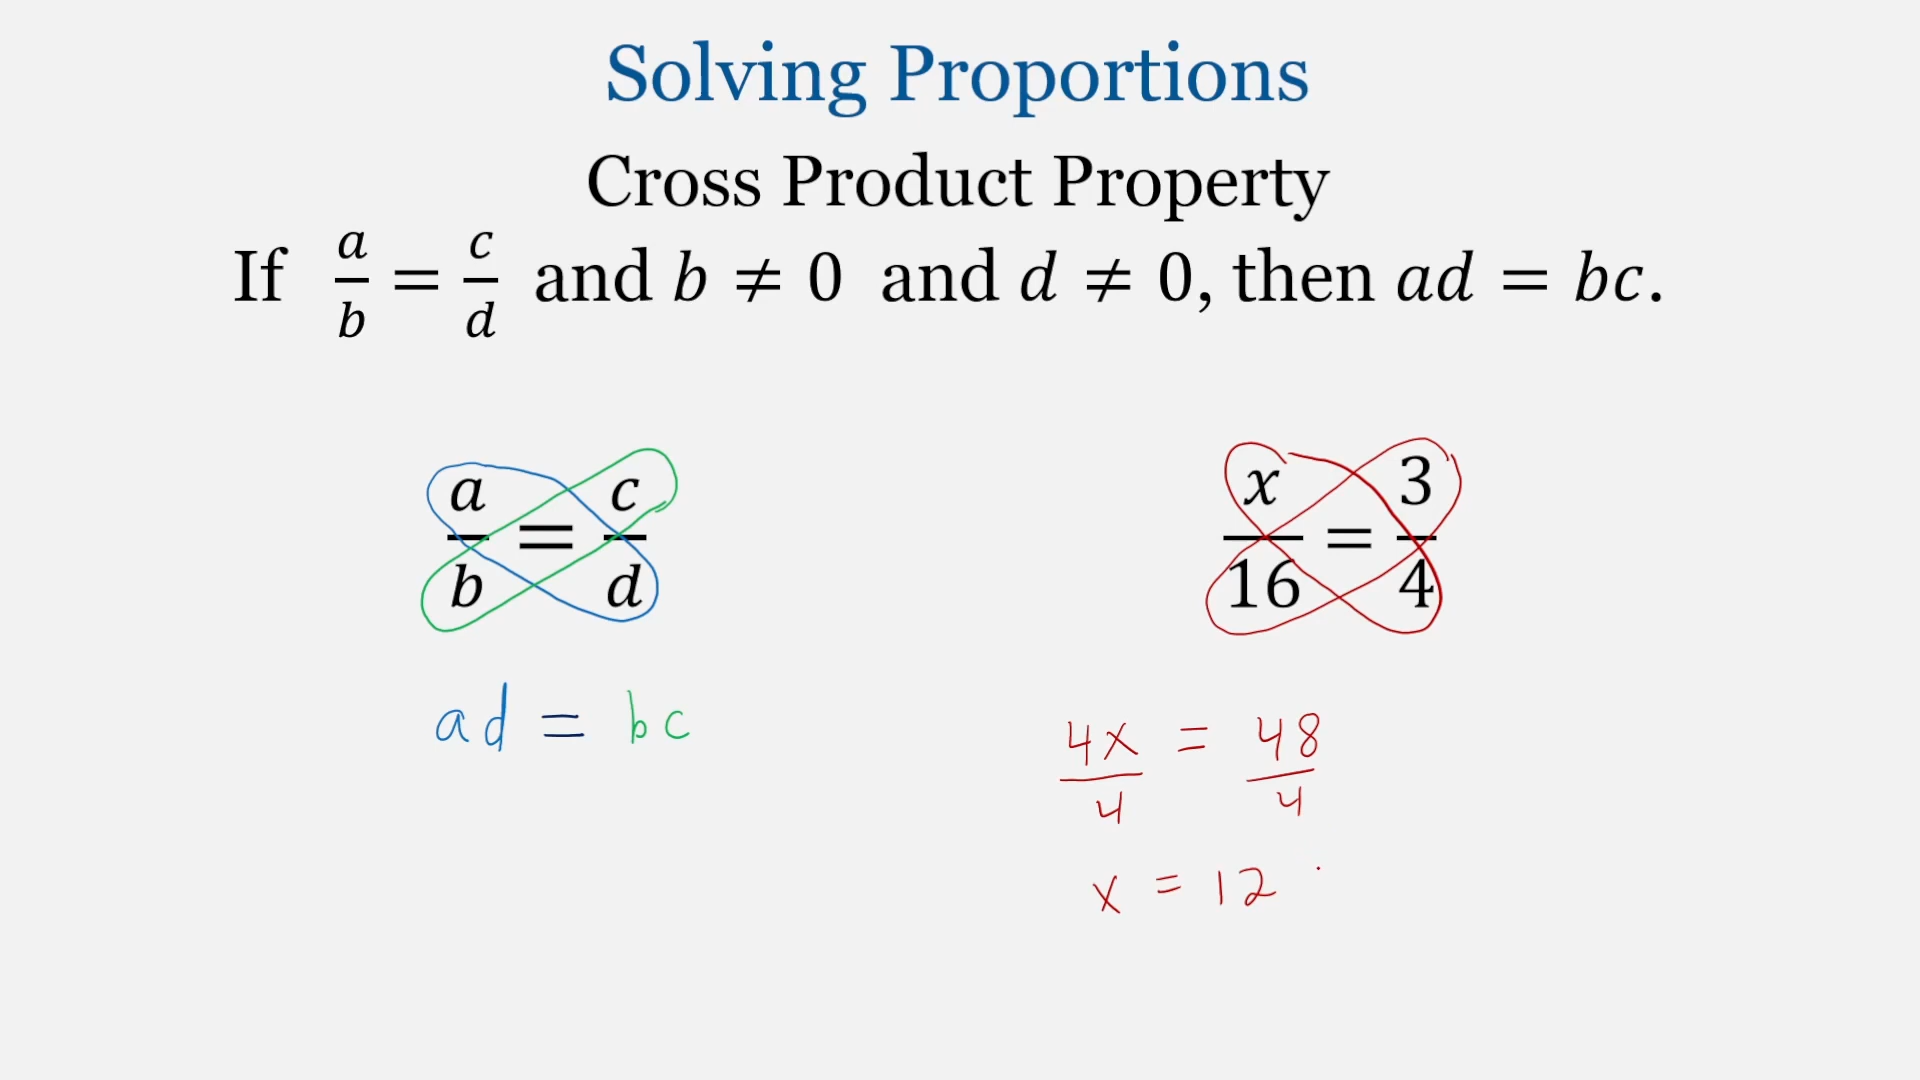 Solving Proportions
Cross Product Property
If a/b = c/d and b ≠ 0 and d ≠ 0, then ad = bc.
a/b = c/d
x/16 = 3/4
ad = bc
4x/4 = 48/4
x = 12